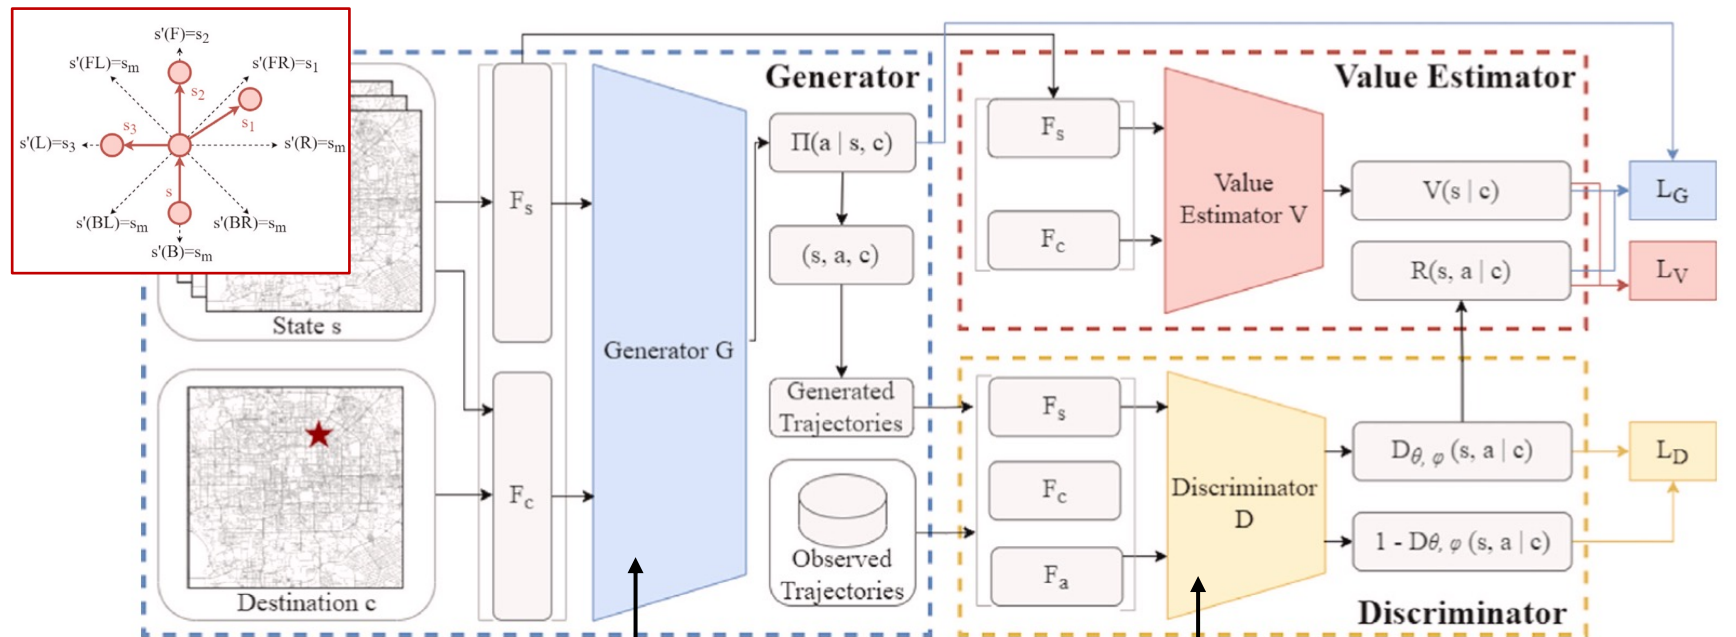 s'(F)=s2
s'(FL)=sm
s'(FR)=s1
s2
s1
s3
s'(L)=s3
s'(R)=sm
s
s'(BL)=sm
s'(BR)=sm
s'(B)=sm
State s
Destination c
Fs
Fc
Generator
Generator G
Π(a | s, c)
(s, a, c)
Generated
Trajectories
Observed
Trajectories
Value Estimator
Fs
Fc
Value
Estimator V
V(s | c)
R(s, a | c)
LG
LV
Fs
Fc
Fa
Discriminator
D
Dθ, φ (s, a | c)
1 - Dθ, φ (s, a | c)
LD
Discriminator